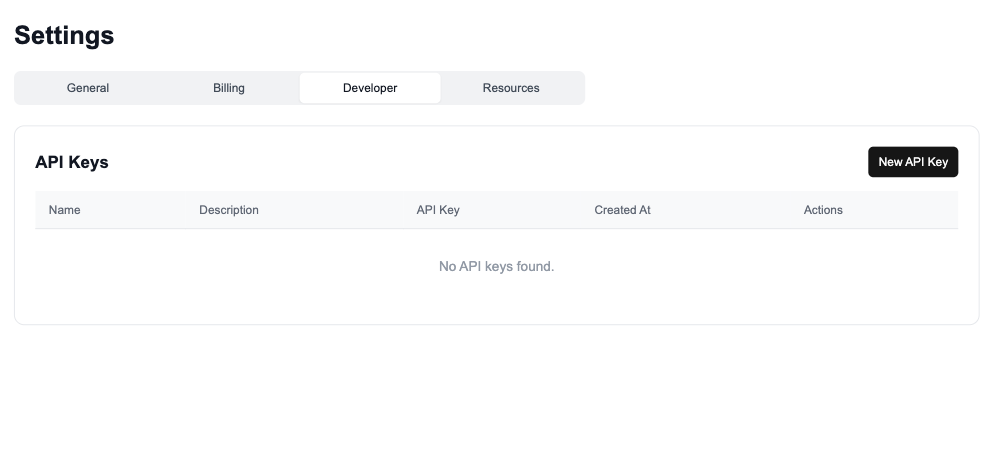 Settings
General Billing Developer Resources
API Keys New API Key
Name Description API Key Created At Actions
No API keys found.